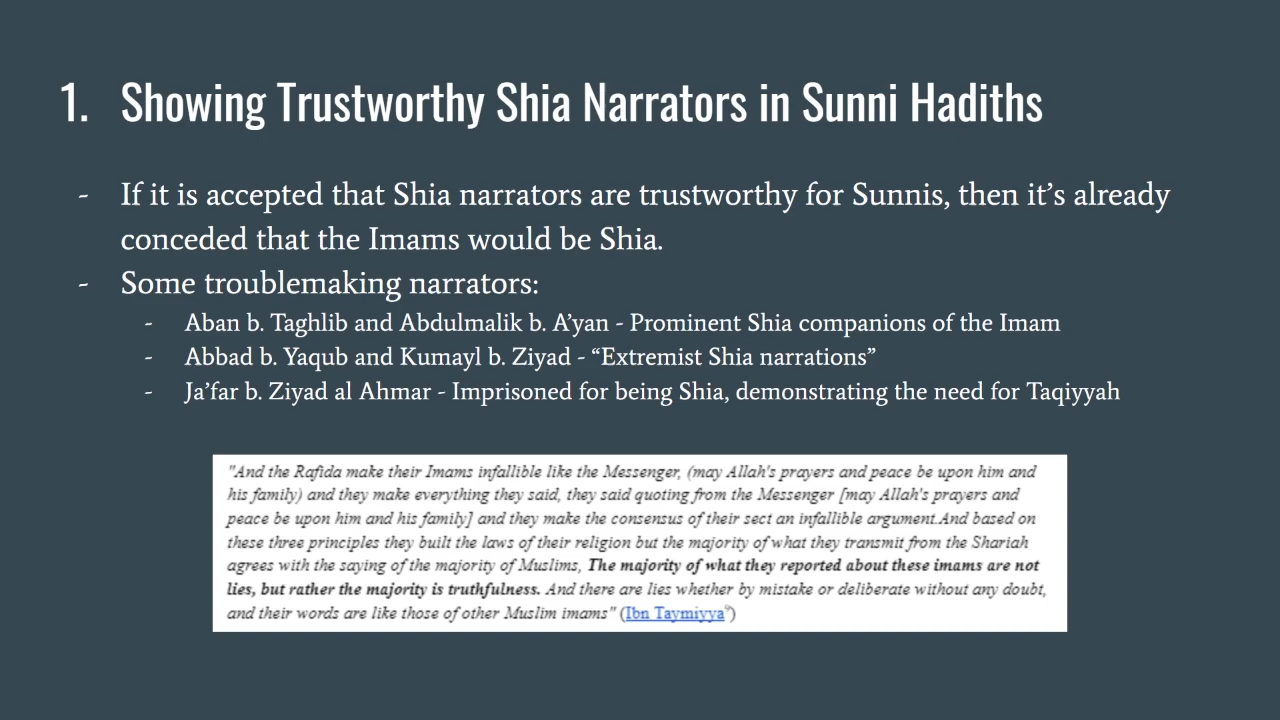 1. Showing Trustworthy Shia Narrators in Sunni Hadiths
- If it is accepted that Shia narrators are trustworthy for Sunnis, then it’s already
conceded that the Imams would be Shia.
- Some troublemaking narrators:
- Aban b. Taghlib and Abdulmalik b. A’yan - Prominent Shia companions of the Imam
- Abbad b. Yaqub and Kumayl b. Ziyad - “Extremist Shia narrations”
- Ja’far b. Ziyad al Ahmar - Imprisoned for being Shia, demonstrating the need for Taqiyyah
"And the Rafida make their Imams infallible like the Messenger, (may Allah's prayers and peace be upon him and
his family) and they make everything they said, they said quoting from the Messenger [may Allah's prayers and
peace be upon him and his family] and they make the consensus of their sect an infallible argument.And based on
these three principles they built the laws of their religion but the majority of what they transmit from the Shariah
agrees with the saying of the majority of Muslims, The majority of what they reported about these imams are not
lies, but rather the majority is truthfulness. And there are lies whether by mistake or deliberate without any doubt,
and their words are like those of other Muslim imams" (Ibn Taymiyya)